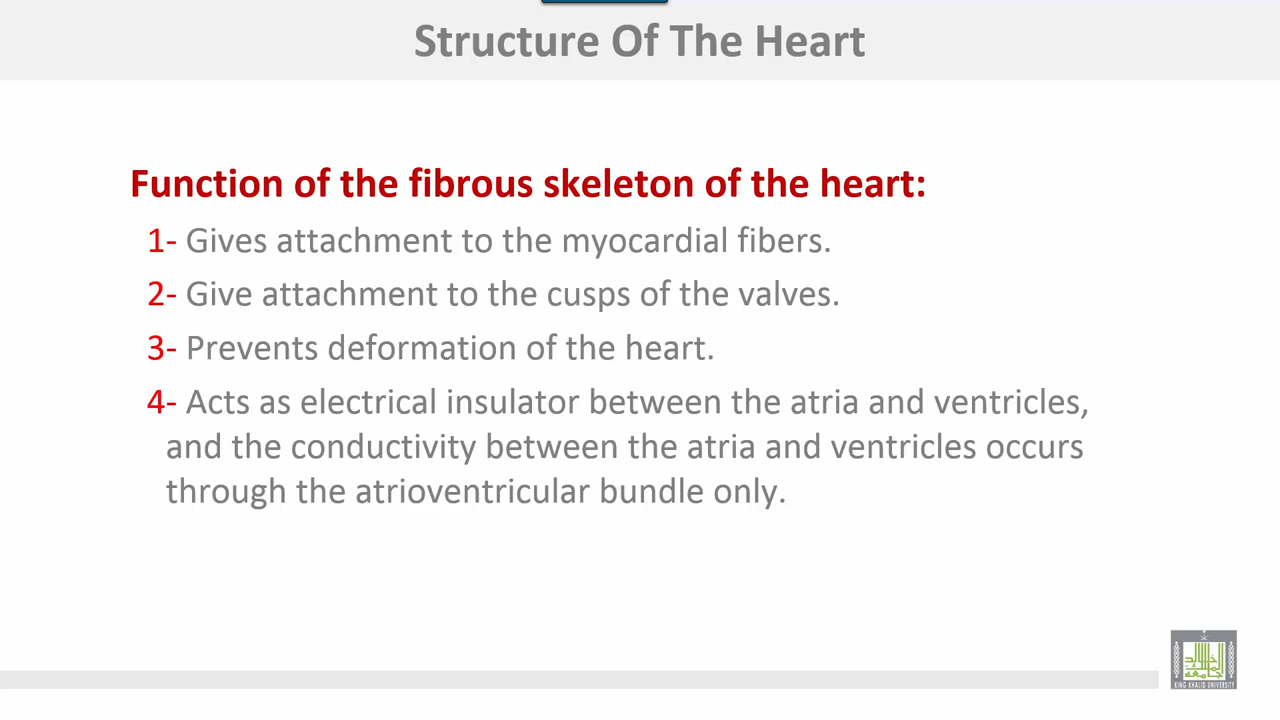 Structure Of The Heart
Function of the fibrous skeleton of the heart:
1- Gives attachment to the myocardial fibers.
2- Give attachment to the cusps of the valves.
3- Prevents deformation of the heart.
4- Acts as electrical insulator between the atria and ventricles,
and the conductivity between the atria and ventricles occurs
through the atrioventricular bundle only.
KING KHALID UNIVERSITY